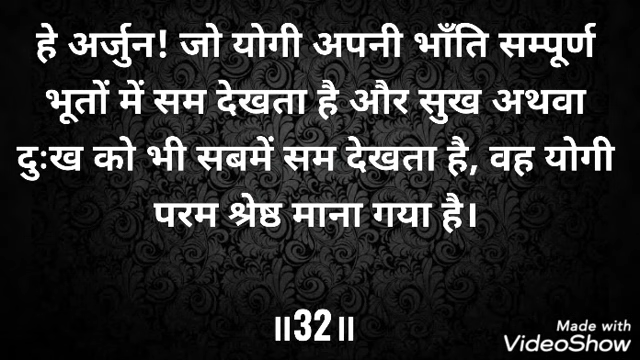 हे अर्जुन! जो योगी अपनी भाँति सम्पूर्ण
भूतों में सम देखता है और सुख अथवा
दुःख को भी सबमें सम देखता है, वह योगी
परम श्रेष्ठ माना गया है।
॥32॥
Made with
VideoShow